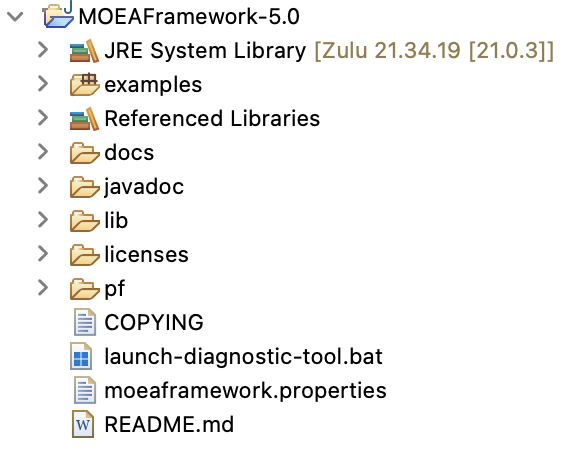 MOEAFramework-5.0
JRE System Library [Zulu 21.34.19 [21.0.3]]
examples
Referenced Libraries
docs
javadoc
lib
licenses
pf
COPYING
launch-diagnostic-tool.bat
moeaframework.properties
README.md